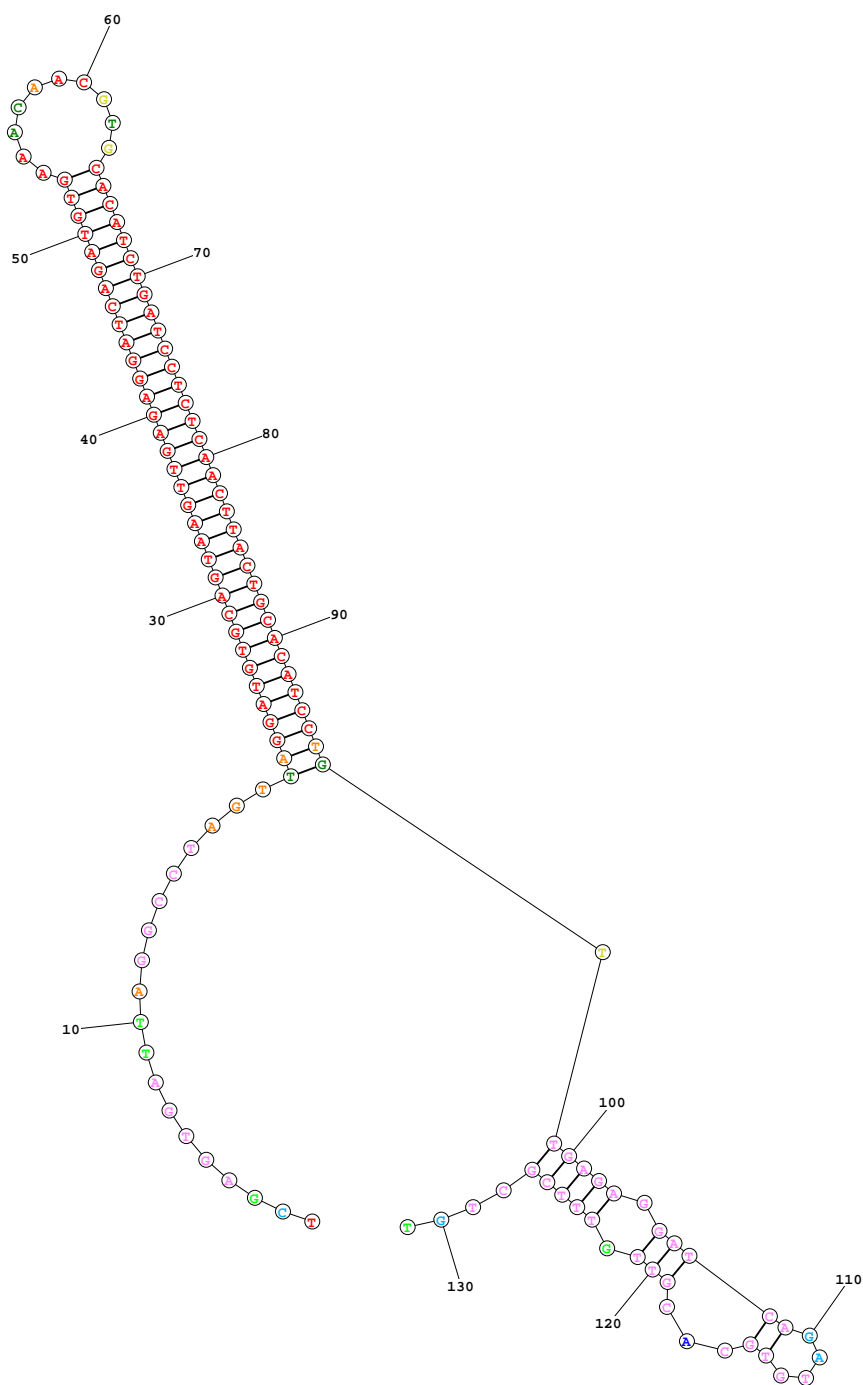 T C G A G T G A T T
10
A G G C C T A G T T
A G G A T G T G C A
30
G T A A G T T G A G
40
A G G A T C A G A T
50
G T G A A A C A A C
60
G T G C A C A T C T
70
G A T C C T C T C A
80
A C T T A C T G C A
90
C A T C C T G T T G
100
A G A G G A T C A G
110
A T G T G C A C G T
120
T G T T T C G C T G
130
T